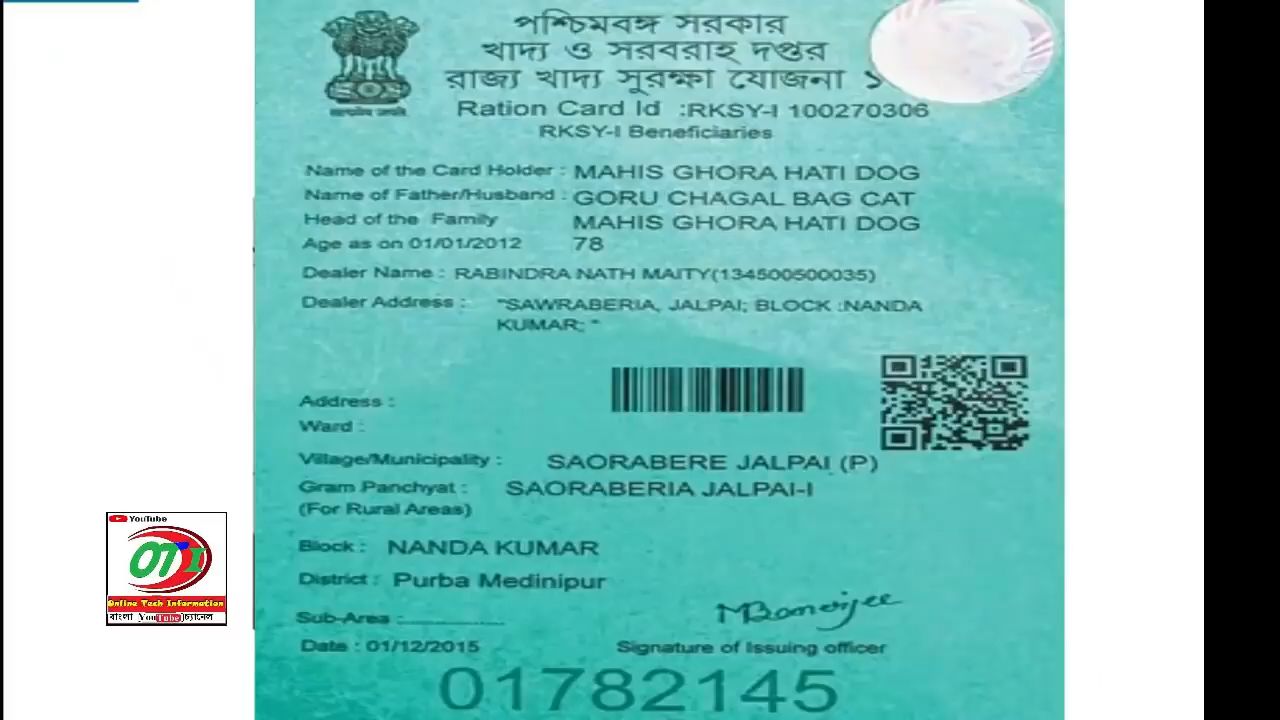 পশ্চিমবঙ্গ সরকার
খাদ্য ও সরবরাহ দপ্তর
রাজ্য খাদ্য সুরক্ষা যোজনা ১
Ration Card Id :RKSY-I 100270306
RKSY-I Beneficiaries
Name of the Card Holder : MAHIS GHORA HATI DOG
Name of Father/Husband : GORU CHAGAL BAG CAT
Head of the Family MAHIS GHORA HATI DOG
Age as on 01/01/2012 78
Dealer Name : RABINDRA NATH MAITY(134500500035)
Dealer Address : "SAWRABERIA, JALPAI; BLOCK :NANDA
KUMAR; "
Address :
Ward :
Village/Municipality : SAORABERE JALPAI (P)
Gram Panchyat : SAORABERIA JALPAI-I
(For Rural Areas)
Block : NANDA KUMAR
District : Purba Medinipur
Sub-Area :
MBanerjee
Date : 01/12/2015 Signature of Issuing officer
01782145
YouTube
OTI
Online Tech Information
বাংলা YouTube চ্যানেল